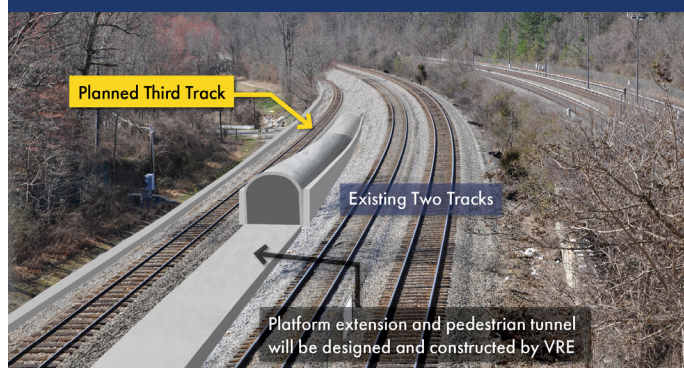 Planned Third Track
Existing Two Tracks
Platform extension and pedestrian tunnel
will be designed and constructed by VRE